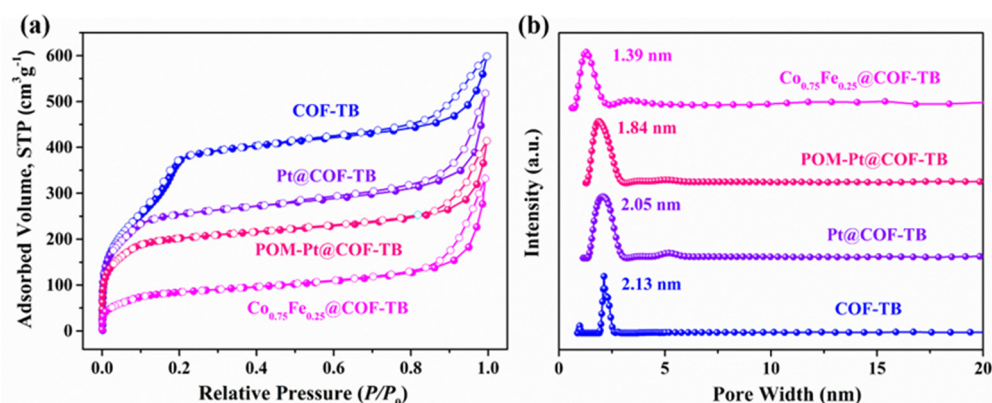 (a)
600
500
400
300
200
100
0
Adsorbed Volume, STP (cm³g⁻¹)
COF-TB
Pt@COF-TB
POM-Pt@COF-TB
Co₀.₇₅Fe₀.₂₅@COF-TB
0.0 0.2 0.4 0.6 0.8 1.0
Relative Pressure (P/P₀)
(b)
Intensity (a.u.)
1.39 nm
Co₀.₇₅Fe₀.₂₅@COF-TB
1.84 nm
POM-Pt@COF-TB
2.05 nm
Pt@COF-TB
2.13 nm
COF-TB
0 5 10 15 20
Pore Width (nm)